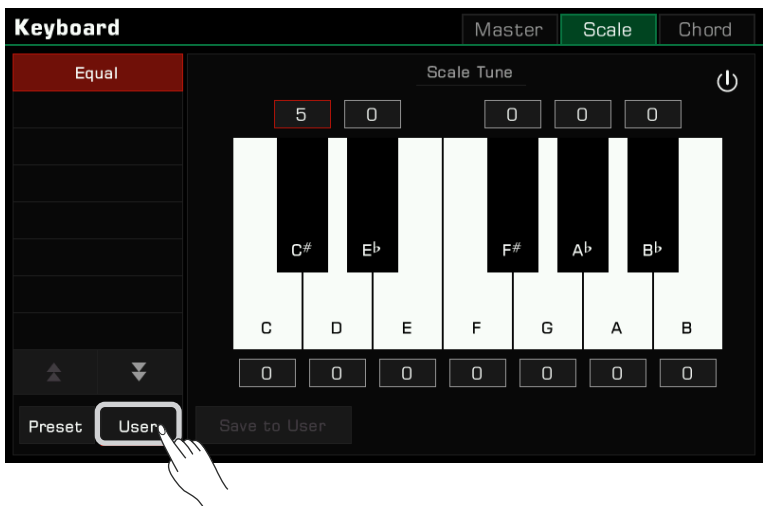 Keyboard Master Scale Chord
Equal
Scale Tune
5 0 0 0 0
C# E♭ F# A♭ B♭
C D E F G A B
0 0 0 0 0 0 0
Preset User Save to User